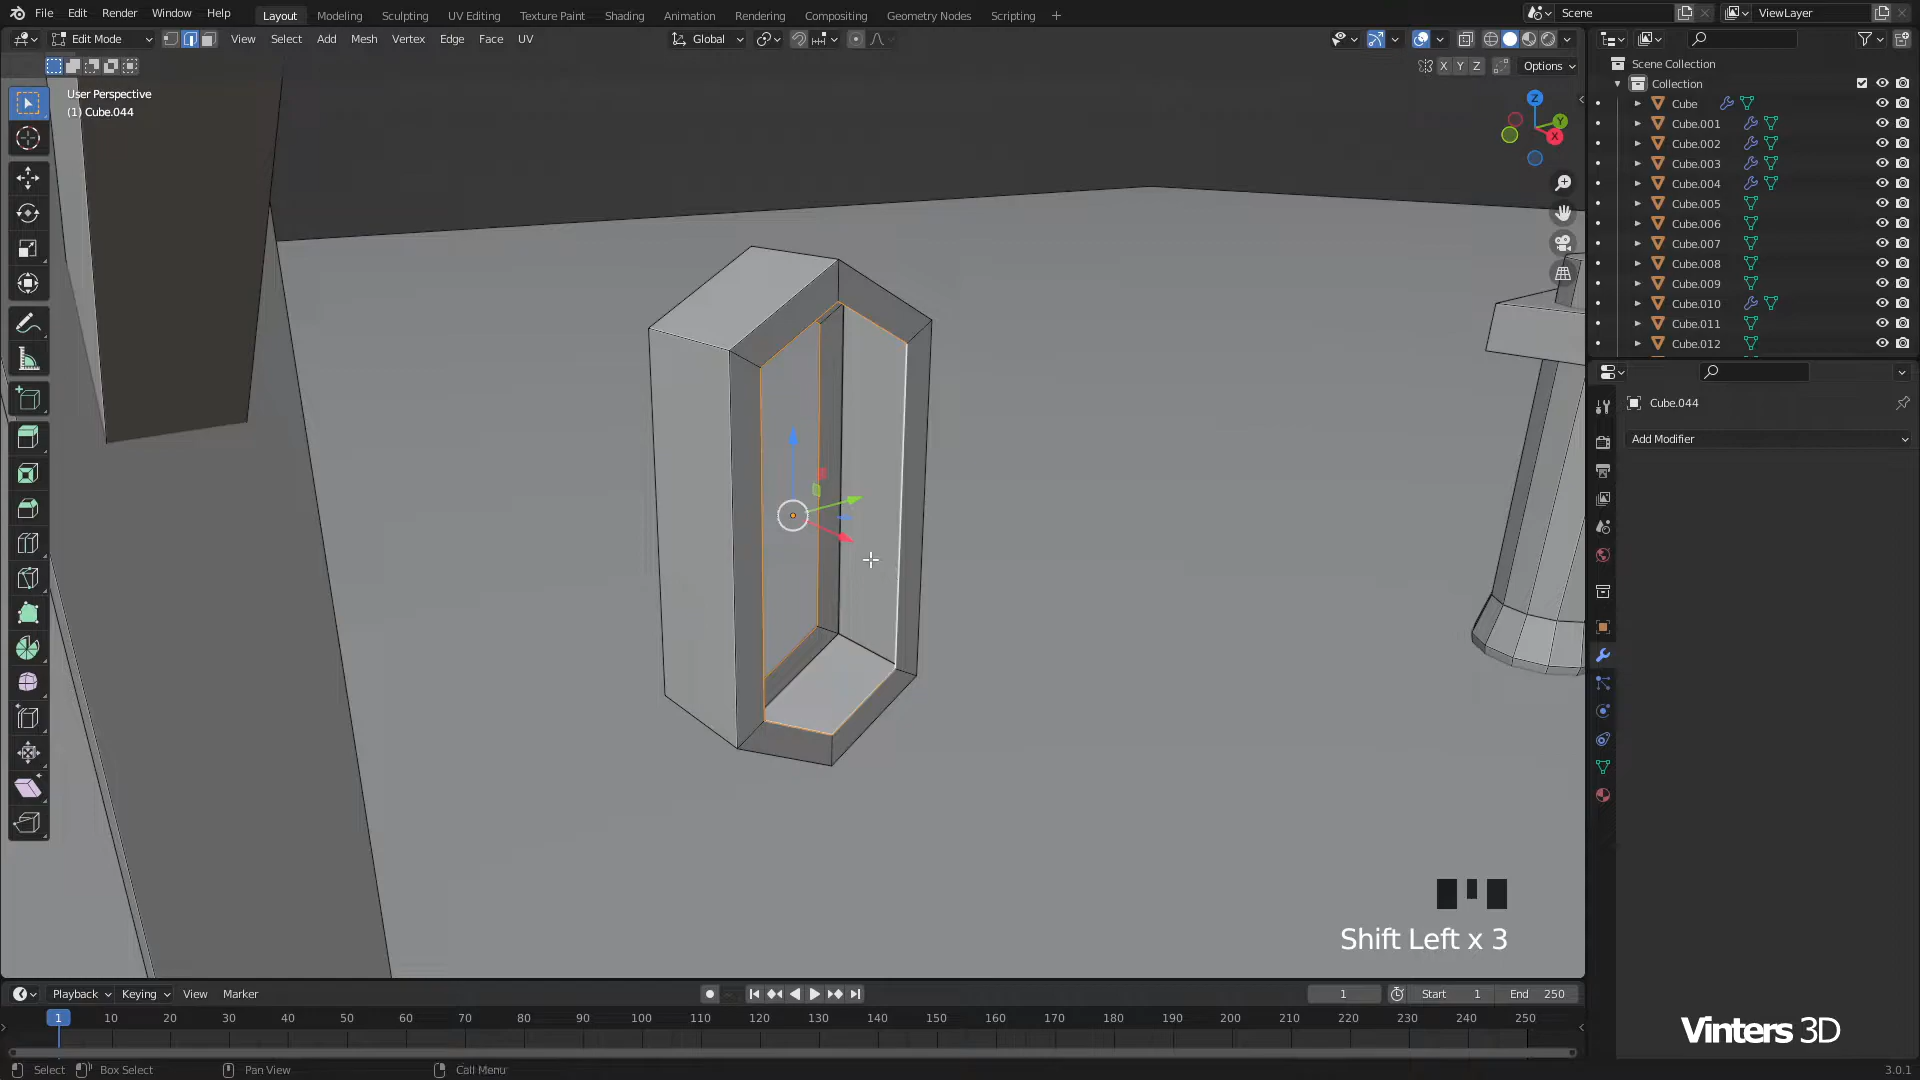 File Edit Render Window Help Layout Modeling Sculpting UV Editing Texture Paint Shading Animation Rendering Compositing Geometry Nodes Scripting + Scene ViewLayer
Edit Mode View Select Add Mesh Vertex Edge Face UV Global
X Y Z Options
User Perspective
(1) Cube.044
Z
Y
X
Scene Collection
Collection
Cube
Cube.001
Cube.002
Cube.003
Cube.004
Cube.005
Cube.006
Cube.007
Cube.008
Cube.009
Cube.010
Cube.011
Cube.012
Cube.044
Add Modifier
Shift Left x 3
Playback Keying View Marker 1 Start 1 End 250
1 10 20 30 40 50 60 70 80 90 100 110 120 130 140 150 160 170 180 190 200 210 220 230 240 250
Vinters 3D
Select Box Select Pan View Call Menu 3.0.1